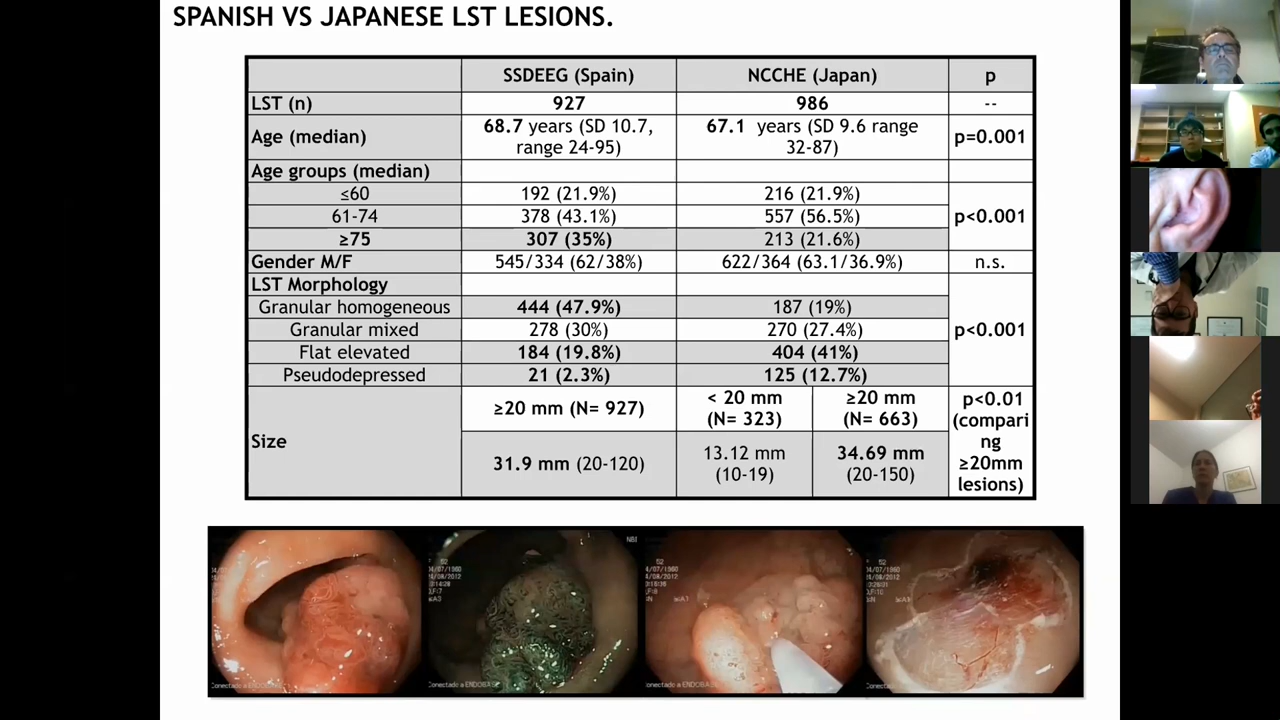 SPANISH VS JAPANESE LST LESIONS.
SSDEEG (Spain) NCCHE (Japan) p
LST (n) 927 986 --
Age (median) 68.7 years (SD 10.7, range 24-95) 67.1 years (SD 9.6 range 32-87) p=0.001
Age groups (median)
≤60 192 (21.9%) 216 (21.9%)
61-74 378 (43.1%) 557 (56.5%) p<0.001
≥75 307 (35%) 213 (21.6%)
Gender M/F 545/334 (62/38%) 622/364 (63.1/36.9%) n.s.
LST Morphology
Granular homogeneous 444 (47.9%) 187 (19%)
Granular mixed 278 (30%) 270 (27.4%) p<0.001
Flat elevated 184 (19.8%) 404 (41%)
Pseudodepressed 21 (2.3%) 125 (12.7%)
Size ≥20 mm (N= 927) < 20 mm (N= 323) ≥20 mm (N= 663) p<0.01 (comparing ≥20mm lesions)
31.9 mm (20-120) 13.12 mm (10-19) 34.69 mm (20-150)
NBI
Conectado a ENDOBASE